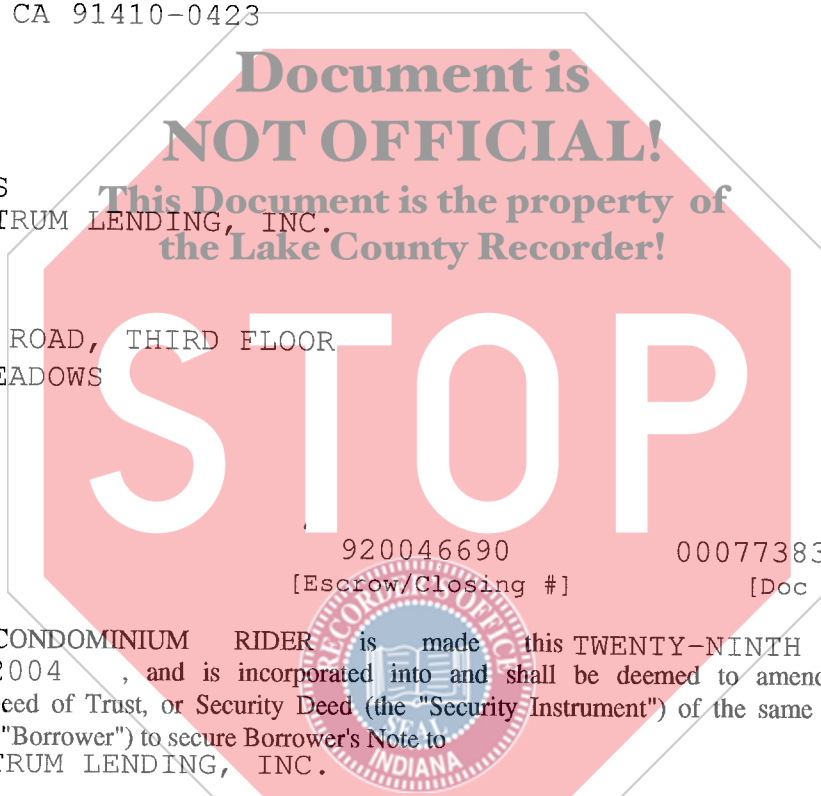 CA 91410-0423
Document is
NOT OFFICIAL!
This Document is the property of
the Lake County Recorder!
S
TRUM LENDING, INC.
ROAD, THIRD FLOOR
EADOWS
STOP
920046690 00077383
[Escrow/Closing #] [Doc
CONDOMINIUM RIDER is made this TWENTY-NINTH
2004 , and is incorporated into and shall be deemed to amend
eed of Trust, or Security Deed (the "Security Instrument") of the same
"Borrower") to secure Borrower's Note to
TRUM LENDING, INC.
RECORDER'S OFFICE
SEAL
INDIANA